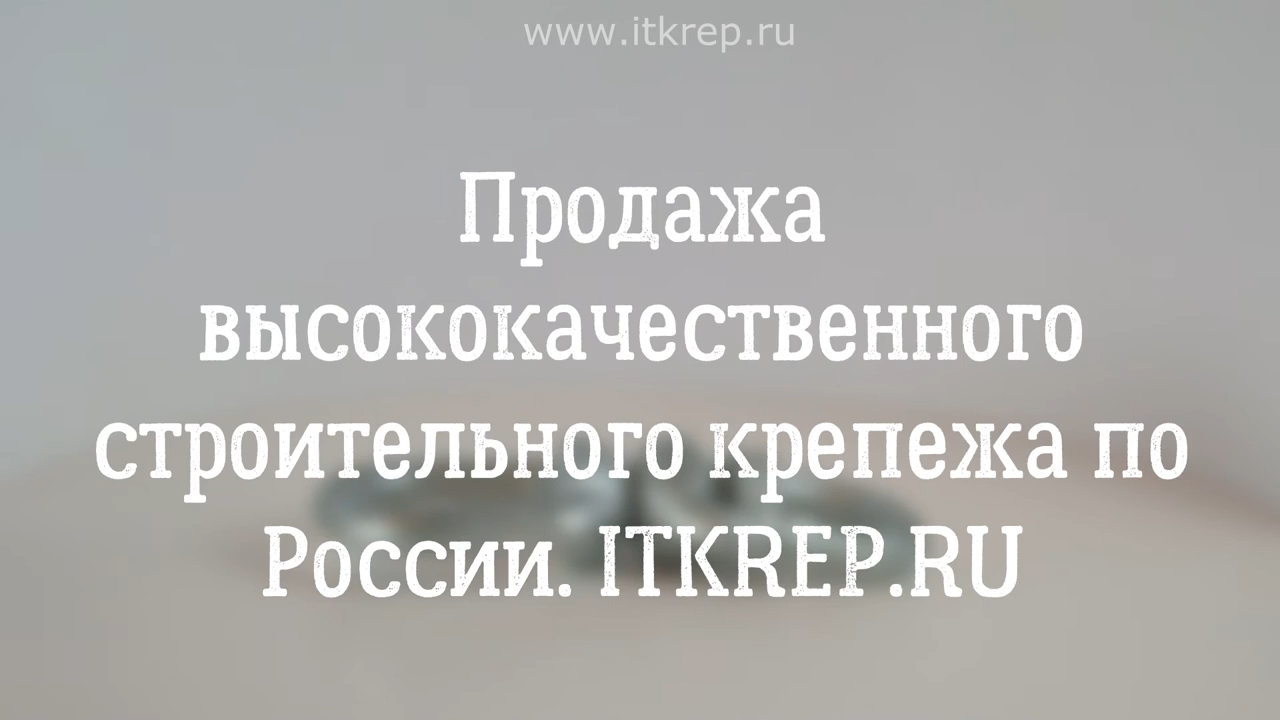 www.itkrep.ru
Продажа
высококачественного
строительного крепежа по
России. ITKREP.RU